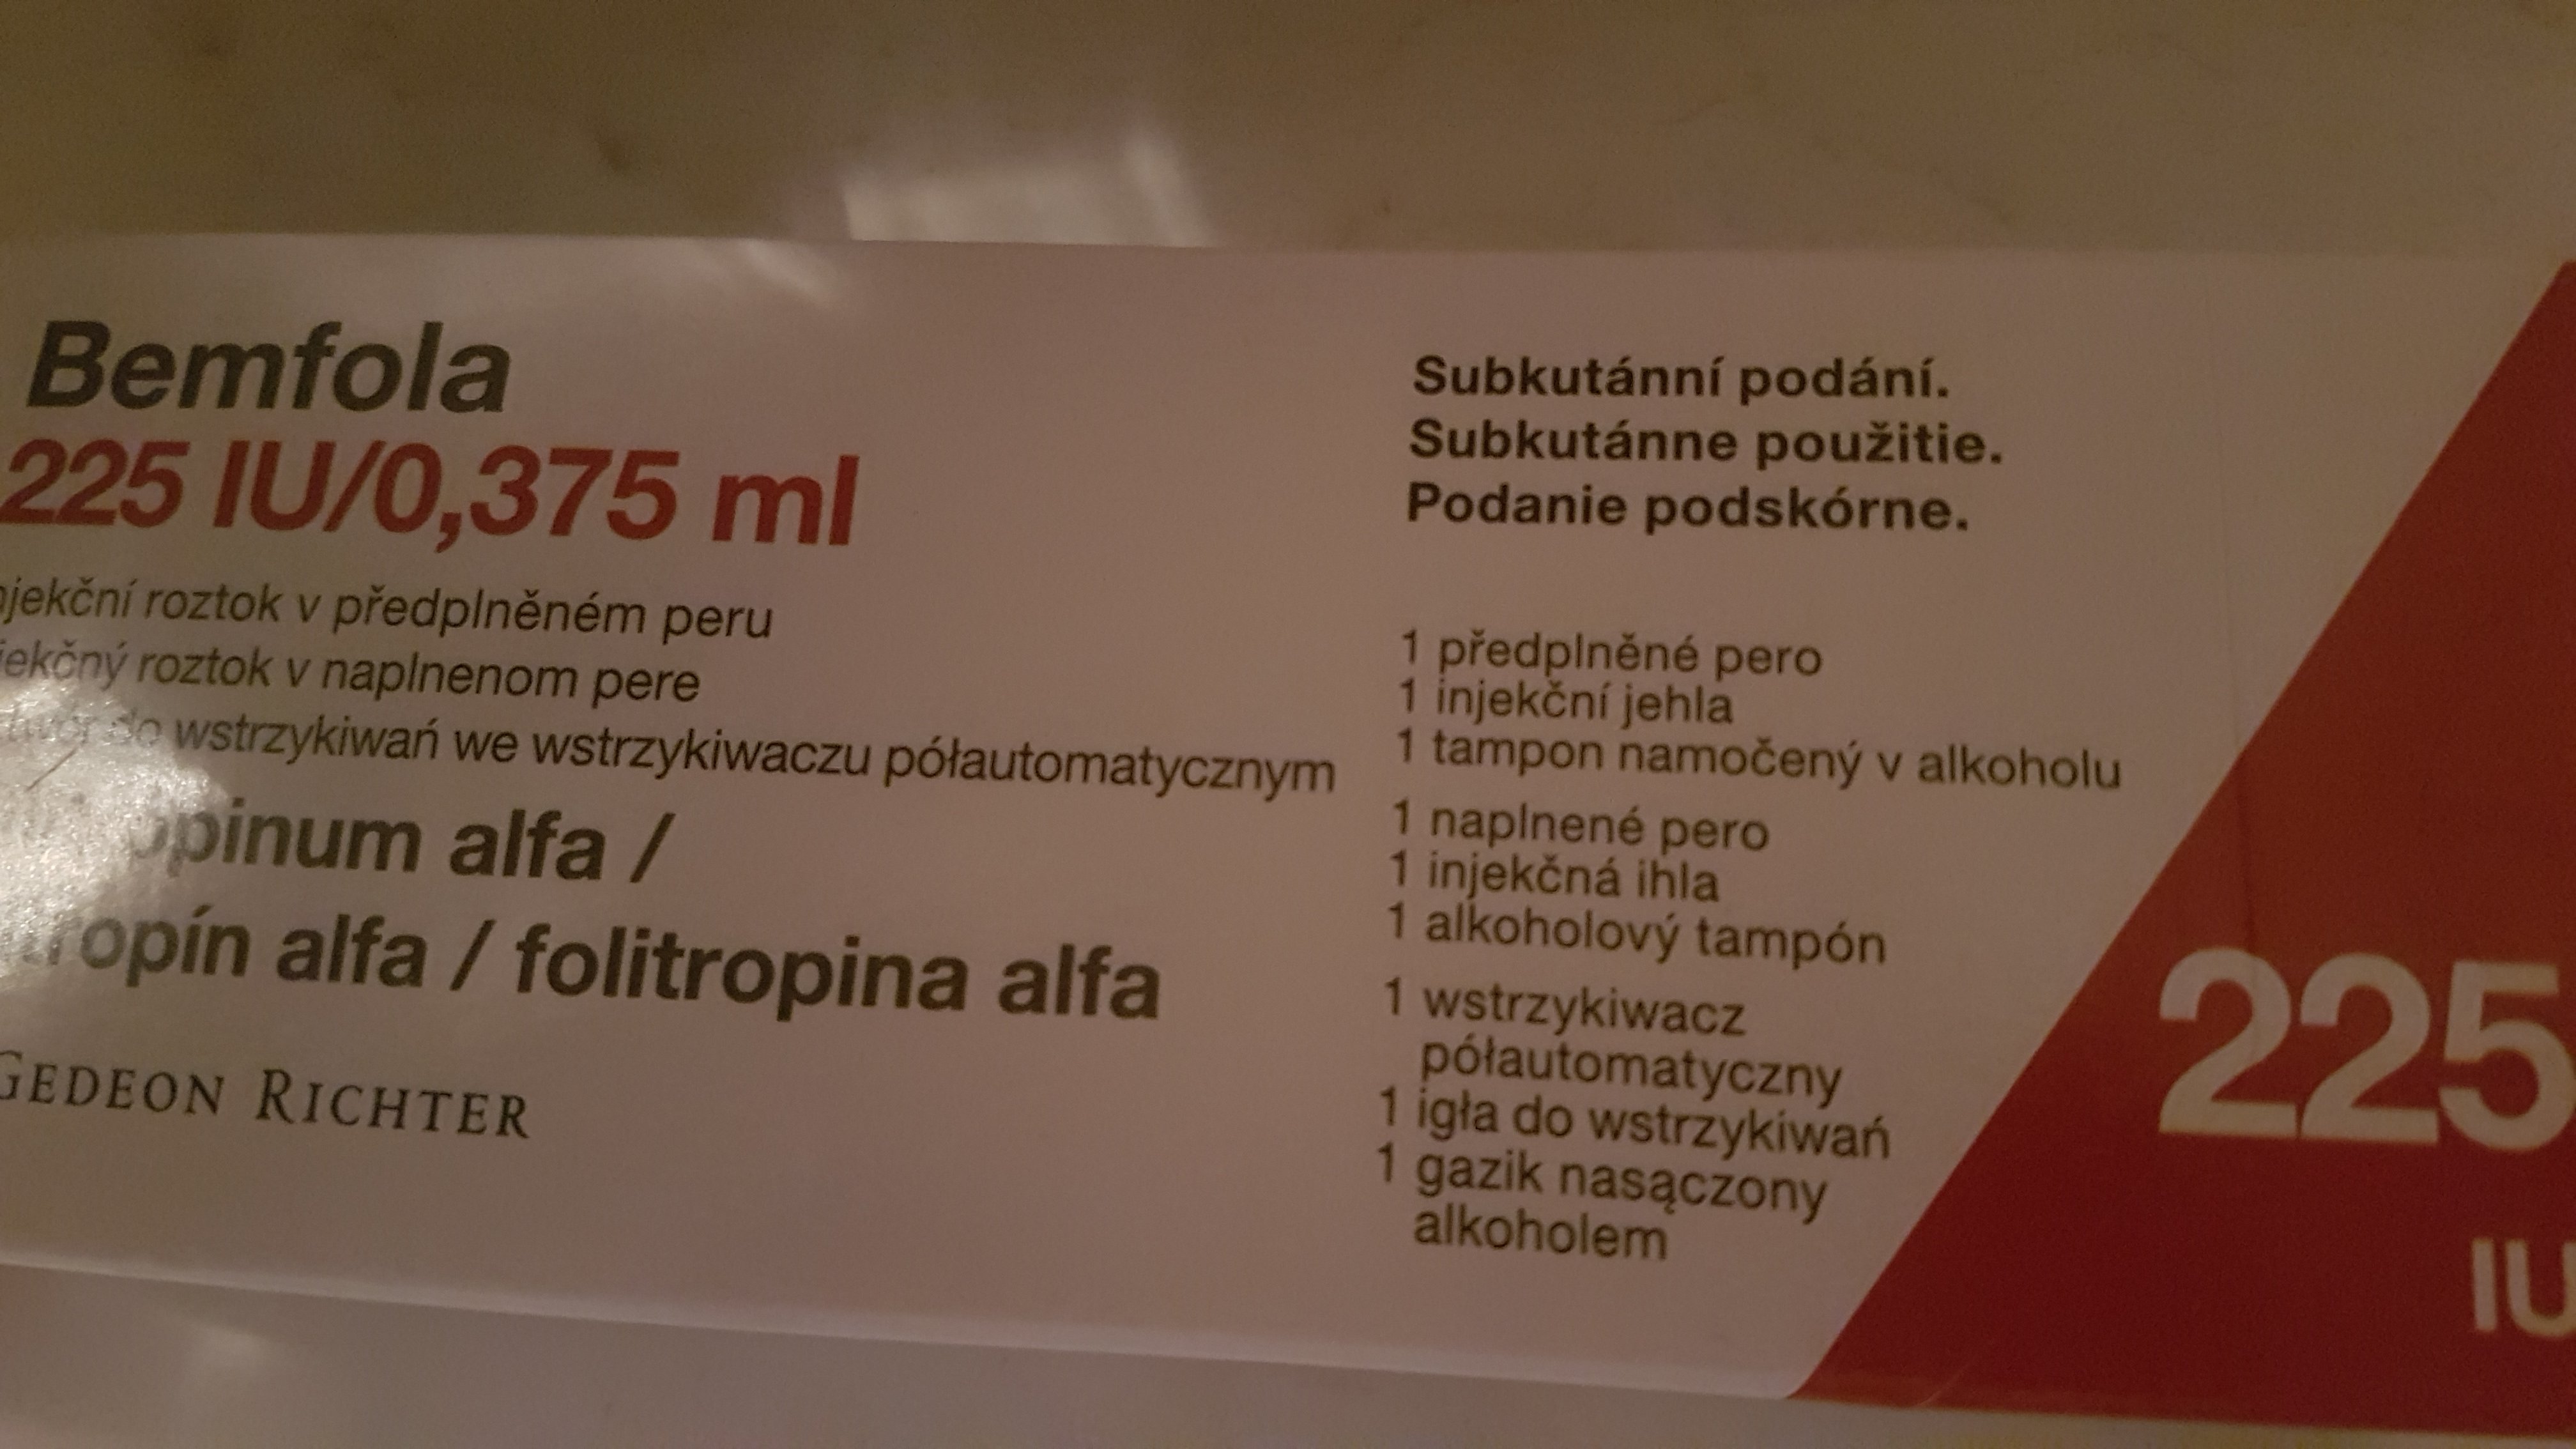 Bemfola
225 IU/0,375 ml
roztok v předplněném peru
roztok v naplnenom pere
do wstrzykiwań we wstrzykiwaczu półautomatycznym
alfa /
alfa / folitropina alfa
GEDEON RICHTER
Subkutánní podání.
Subkutánne použitie.
Podanie podskórne.
1 předplněné pero
1 injekční jehla
1 tampon namočený v alkoholu
1 naplnené pero
1 injekčná ihla
1 alkoholový tampón
1 wstrzykiwacz
półautomatyczny
1 igła do wstrzykiwań
1 gazik nasączony
alkoholem
225
IU